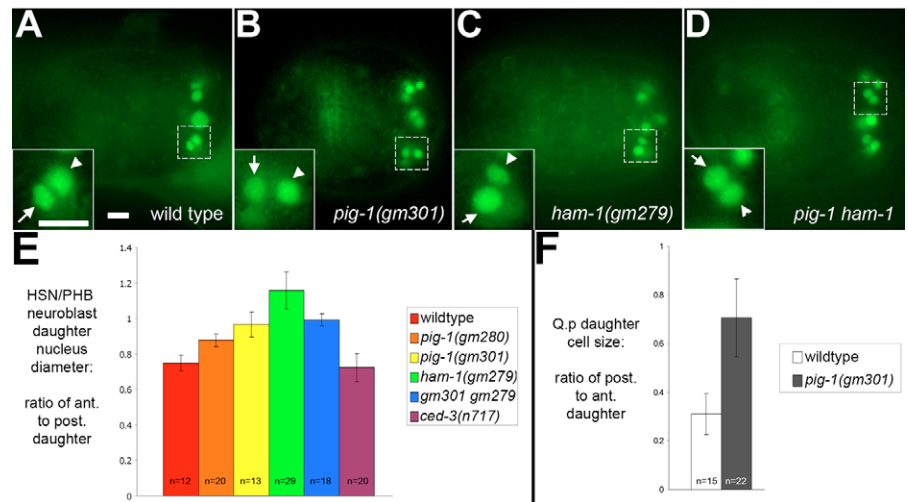 A
B
C
D
wild type
pig-1(gm301)
ham-1(gm279)
pig-1 ham-1
E
HSN/PHB
neuroblast
daughter
nucleus
diameter:
ratio of ant.
to post.
daughter
1.4
1.2
1
0.8
0.6
0.4
0.2
0
n=12
n=20
n=13
n=29
n=18
n=20
wildtype
pig-1(gm280)
pig-1(gm301)
ham-1(gm279)
gm301 gm279
ced-3(n717)
F
Q.p daughter
cell size:
ratio of post.
to ant.
daughter
1
0.8
0.6
0.4
0.2
0
n=15
n=22
wildtype
pig-1(gm301)